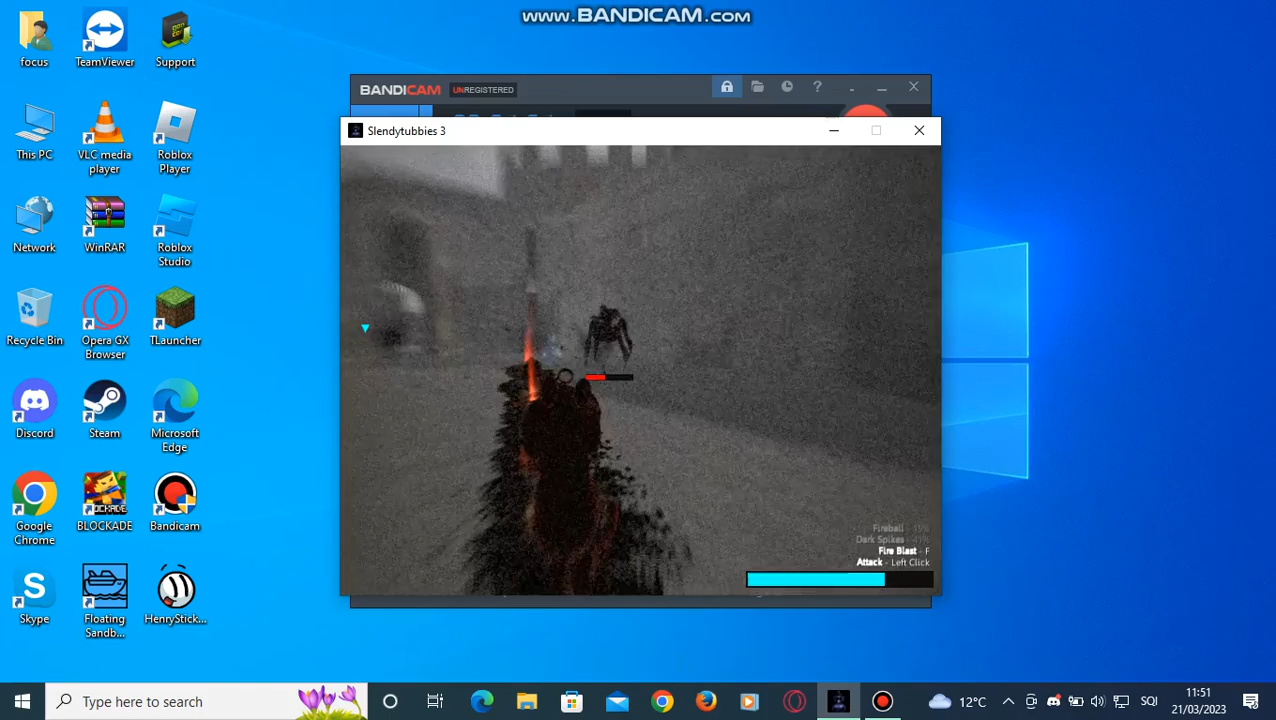 www.BANDICAM.com
focus
TeamViewer
Support
BANDICAM
UNREGISTERED
?
Slendytubbies 3
This PC
VLC media
player
Roblox
Player
Network
WinRAR
Roblox
Studio
Recycle Bin
Opera GX
Browser
TLauncher
Discord
Steam
Microsoft
Edge
Google
Chrome
BLOCKADE
Bandicam
Skype
Floating
Sandb...
HenryStick...
Dark Spikes - 41%
Fire Blast - F
Attack - Left Click
Type here to search
12°C
SQI
11:51
21/03/2023